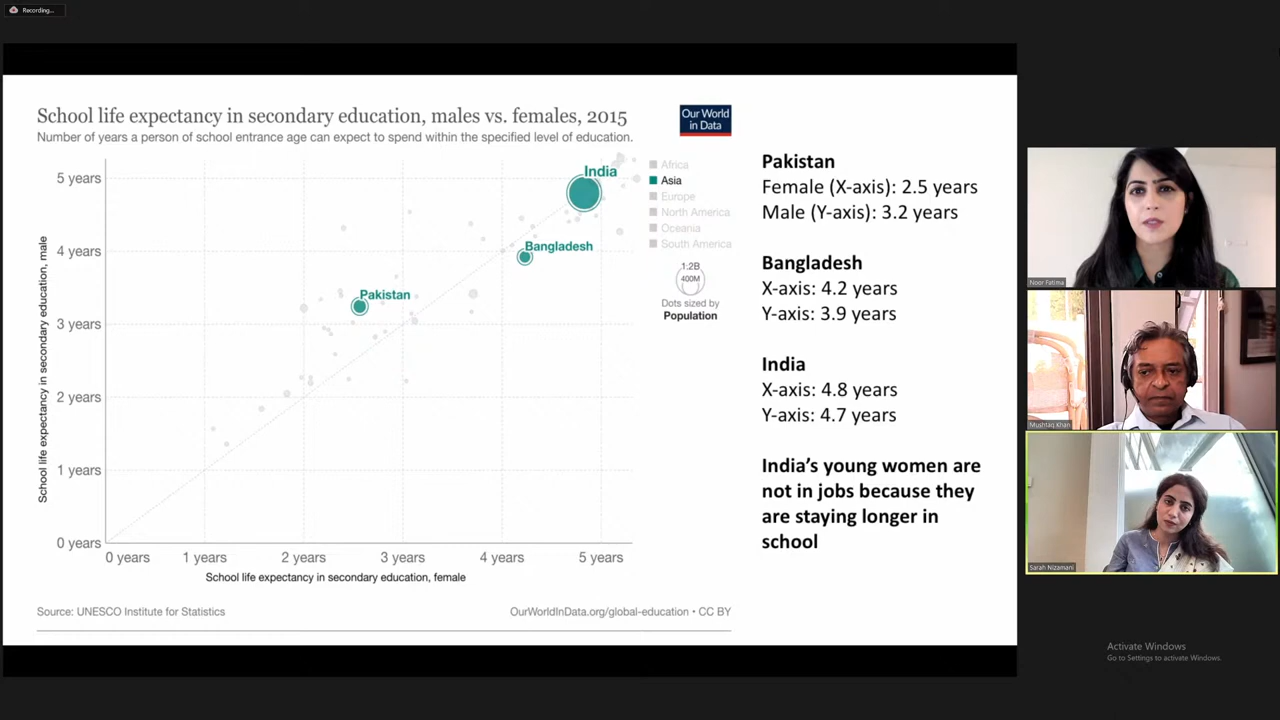 Recording...
School life expectancy in secondary education, males vs. females, 2015
Number of years a person of school entrance age can expect to spend within the specified level of education.
Our World
in Data
School life expectancy in secondary education, male
5 years
4 years
3 years
2 years
1 years
0 years
India
Bangladesh
Pakistan
0 years
1 years
2 years
3 years
4 years
5 years
School life expectancy in secondary education, female
Africa
Asia
Europe
North America
Oceania
South America
1:2B
400M
Dots sized by
Population
Source: UNESCO Institute for Statistics
OurWorldInData.org/global-education • CC BY
Pakistan
Female (X-axis): 2.5 years
Male (Y-axis): 3.2 years
Bangladesh
X-axis: 4.2 years
Y-axis: 3.9 years
India
X-axis: 4.8 years
Y-axis: 4.7 years
India's young women are
not in jobs because they
are staying longer in
school
Noor Fatima
Mushtaq Khan
Sarah Nizamani
Activate Windows
Go to Settings to activate Windows.